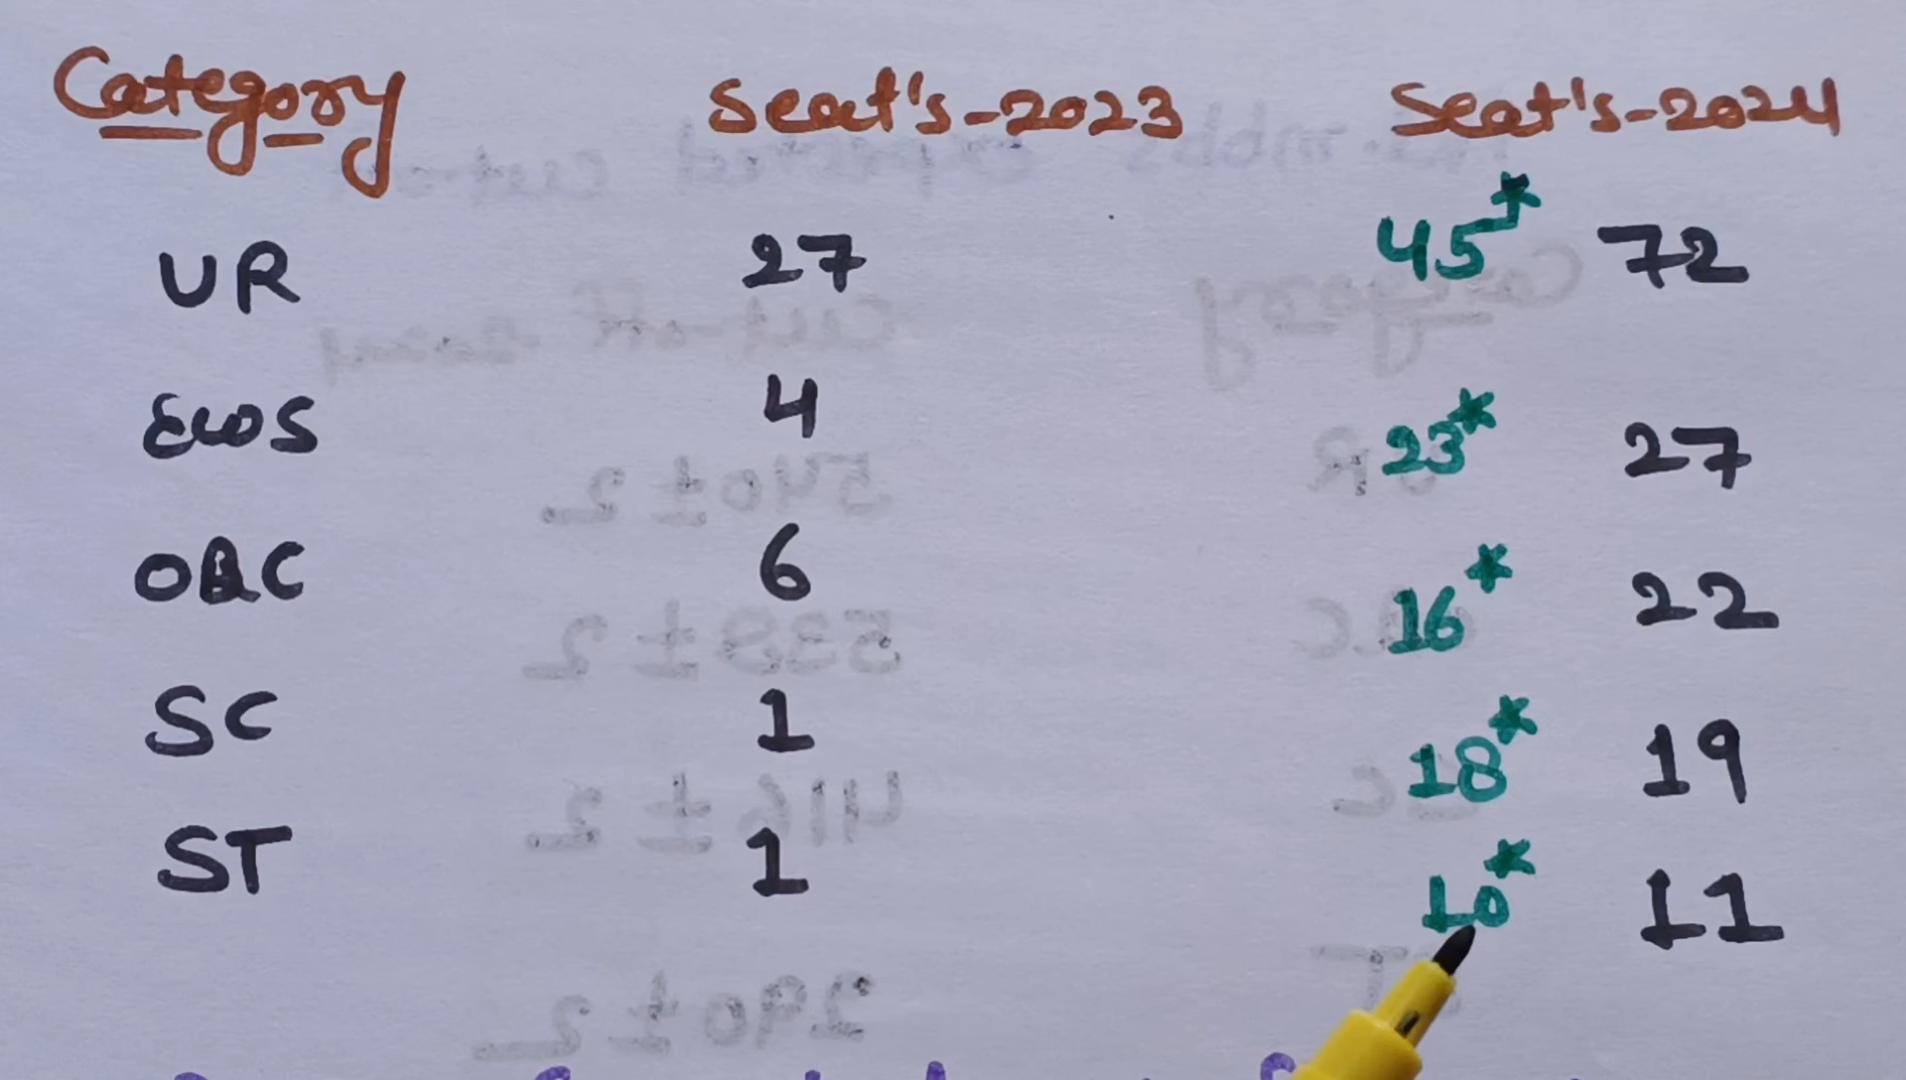 Category Seat's-2023 Seat's-2024
UR 27 45* 72
EWS 4 23* 27
OBC 6 16* 22
SC 1 18* 19
ST 1 10* 11